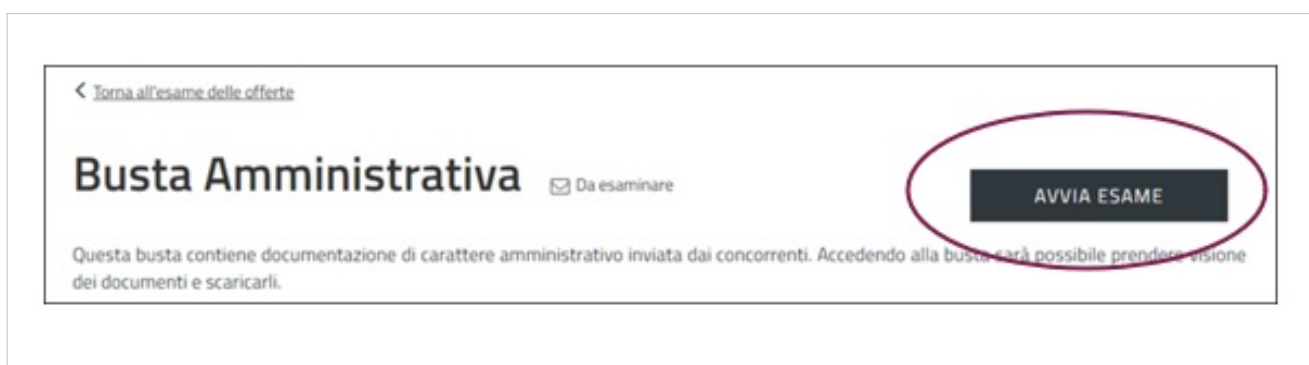 Torna all'esame delle offerte
Busta Amministrativa
Da esaminare
AVVIA ESAME
Questa busta contiene documentazione di carattere amministrativo inviata dai concorrenti. Accedendo alla busta sarà possibile prendere visione
dei documenti e scaricarli.